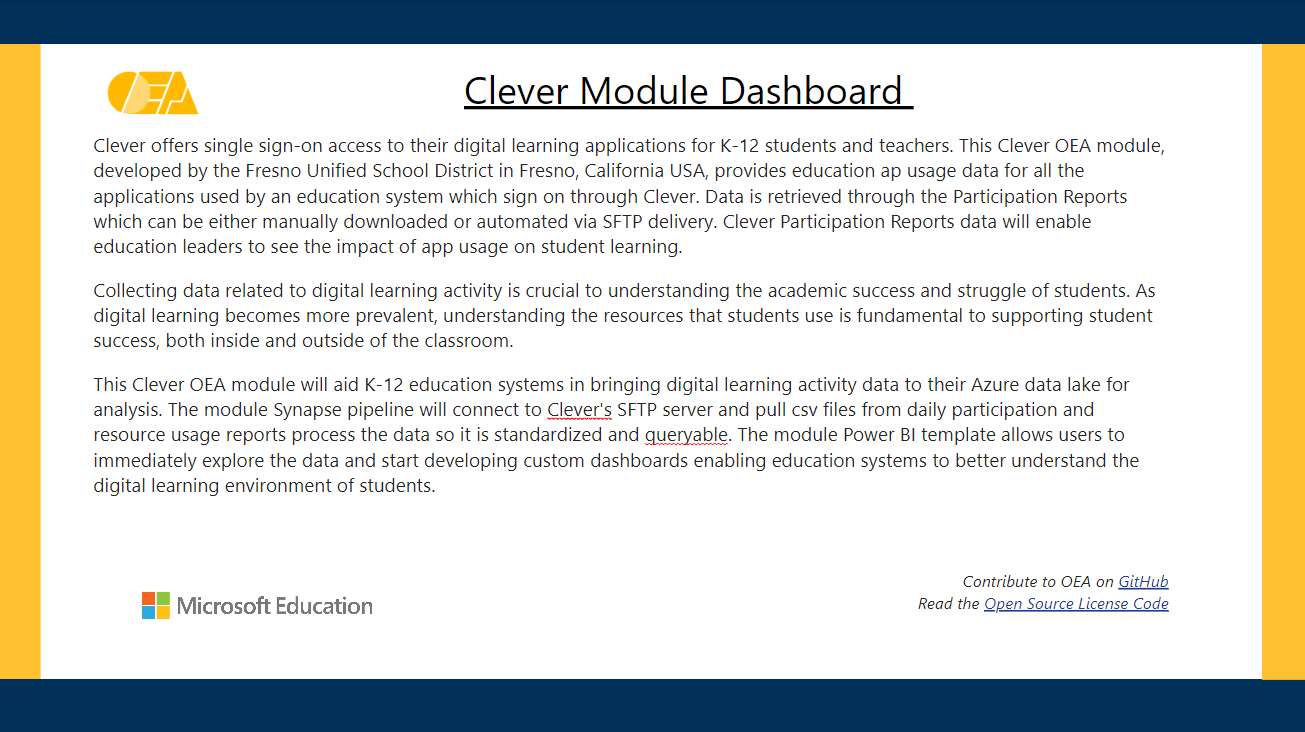 OEA
Clever Module Dashboard
Clever offers single sign-on access to their digital learning applications for K-12 students and teachers. This Clever OEA module,
developed by the Fresno Unified School District in Fresno, California USA, provides education ap usage data for all the
applications used by an education system which sign on through Clever. Data is retrieved through the Participation Reports
which can be either manually downloaded or automated via SFTP delivery. Clever Participation Reports data will enable
education leaders to see the impact of app usage on student learning.
Collecting data related to digital learning activity is crucial to understanding the academic success and struggle of students. As
digital learning becomes more prevalent, understanding the resources that students use is fundamental to supporting student
success, both inside and outside of the classroom.
This Clever OEA module will aid K-12 education systems in bringing digital learning activity data to their Azure data lake for
analysis. The module Synapse pipeline will connect to Clever's SFTP server and pull csv files from daily participation and
resource usage reports process the data so it is standardized and queryable. The module Power BI template allows users to
immediately explore the data and start developing custom dashboards enabling education systems to better understand the
digital learning environment of students.
Contribute to OEA on GitHub
Read the Open Source License Code
Microsoft Education